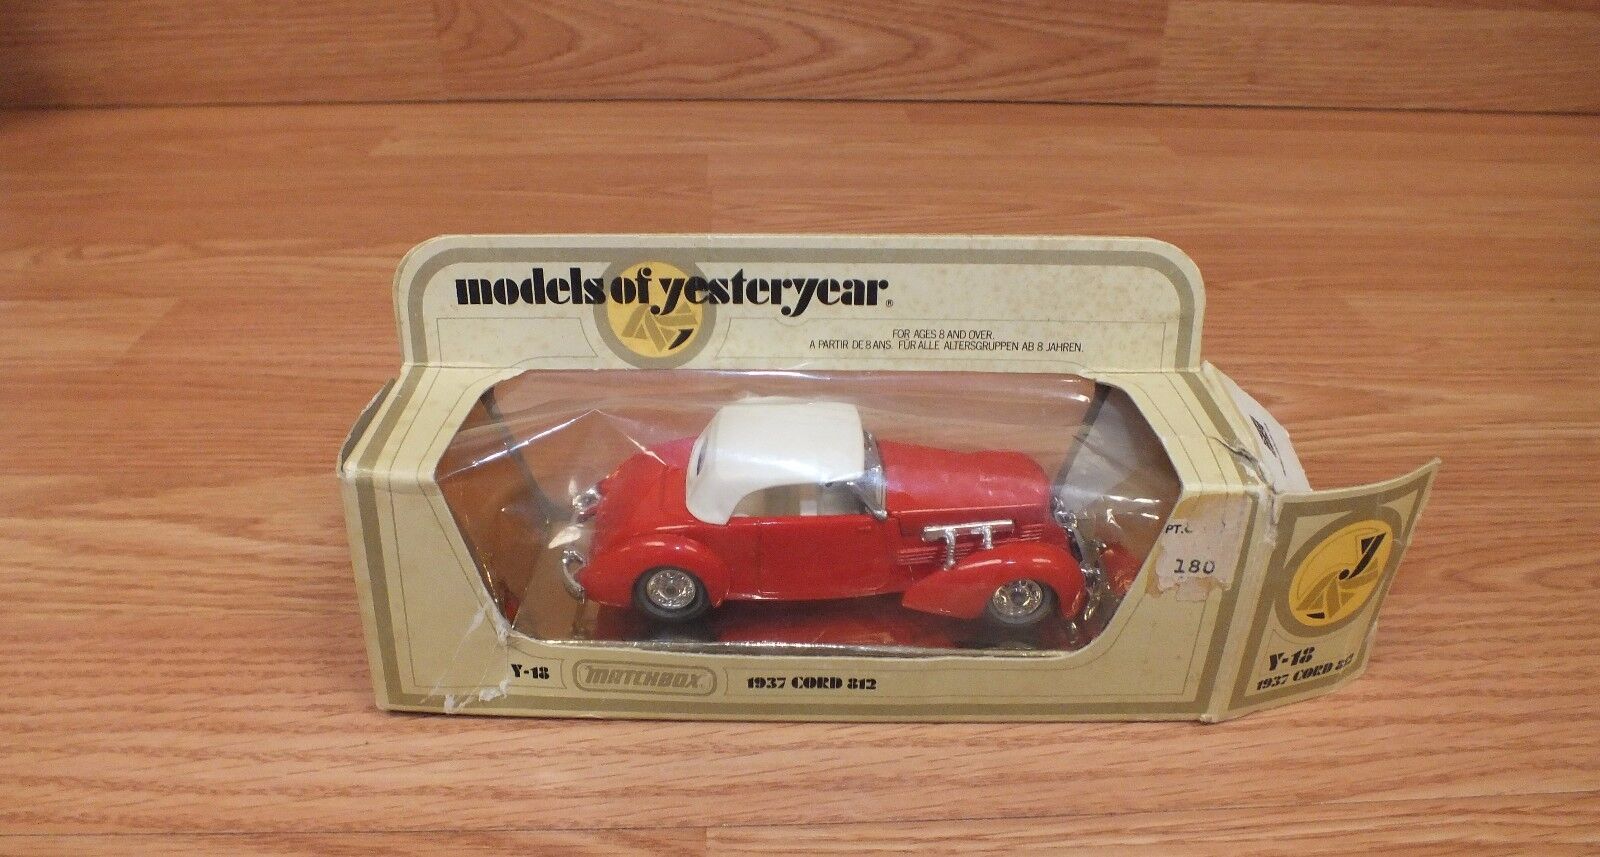 models of yesteryear®
FOR AGES 8 AND OVER.
A PARTIR DE 8 ANS. FÜR ALLE ALTERSGRUPPEN AB 8 JAHREN.
PT.
180
Y-18
MATCHBOX
1937 CORD 812
Y
Y-18
1937 CORD 812